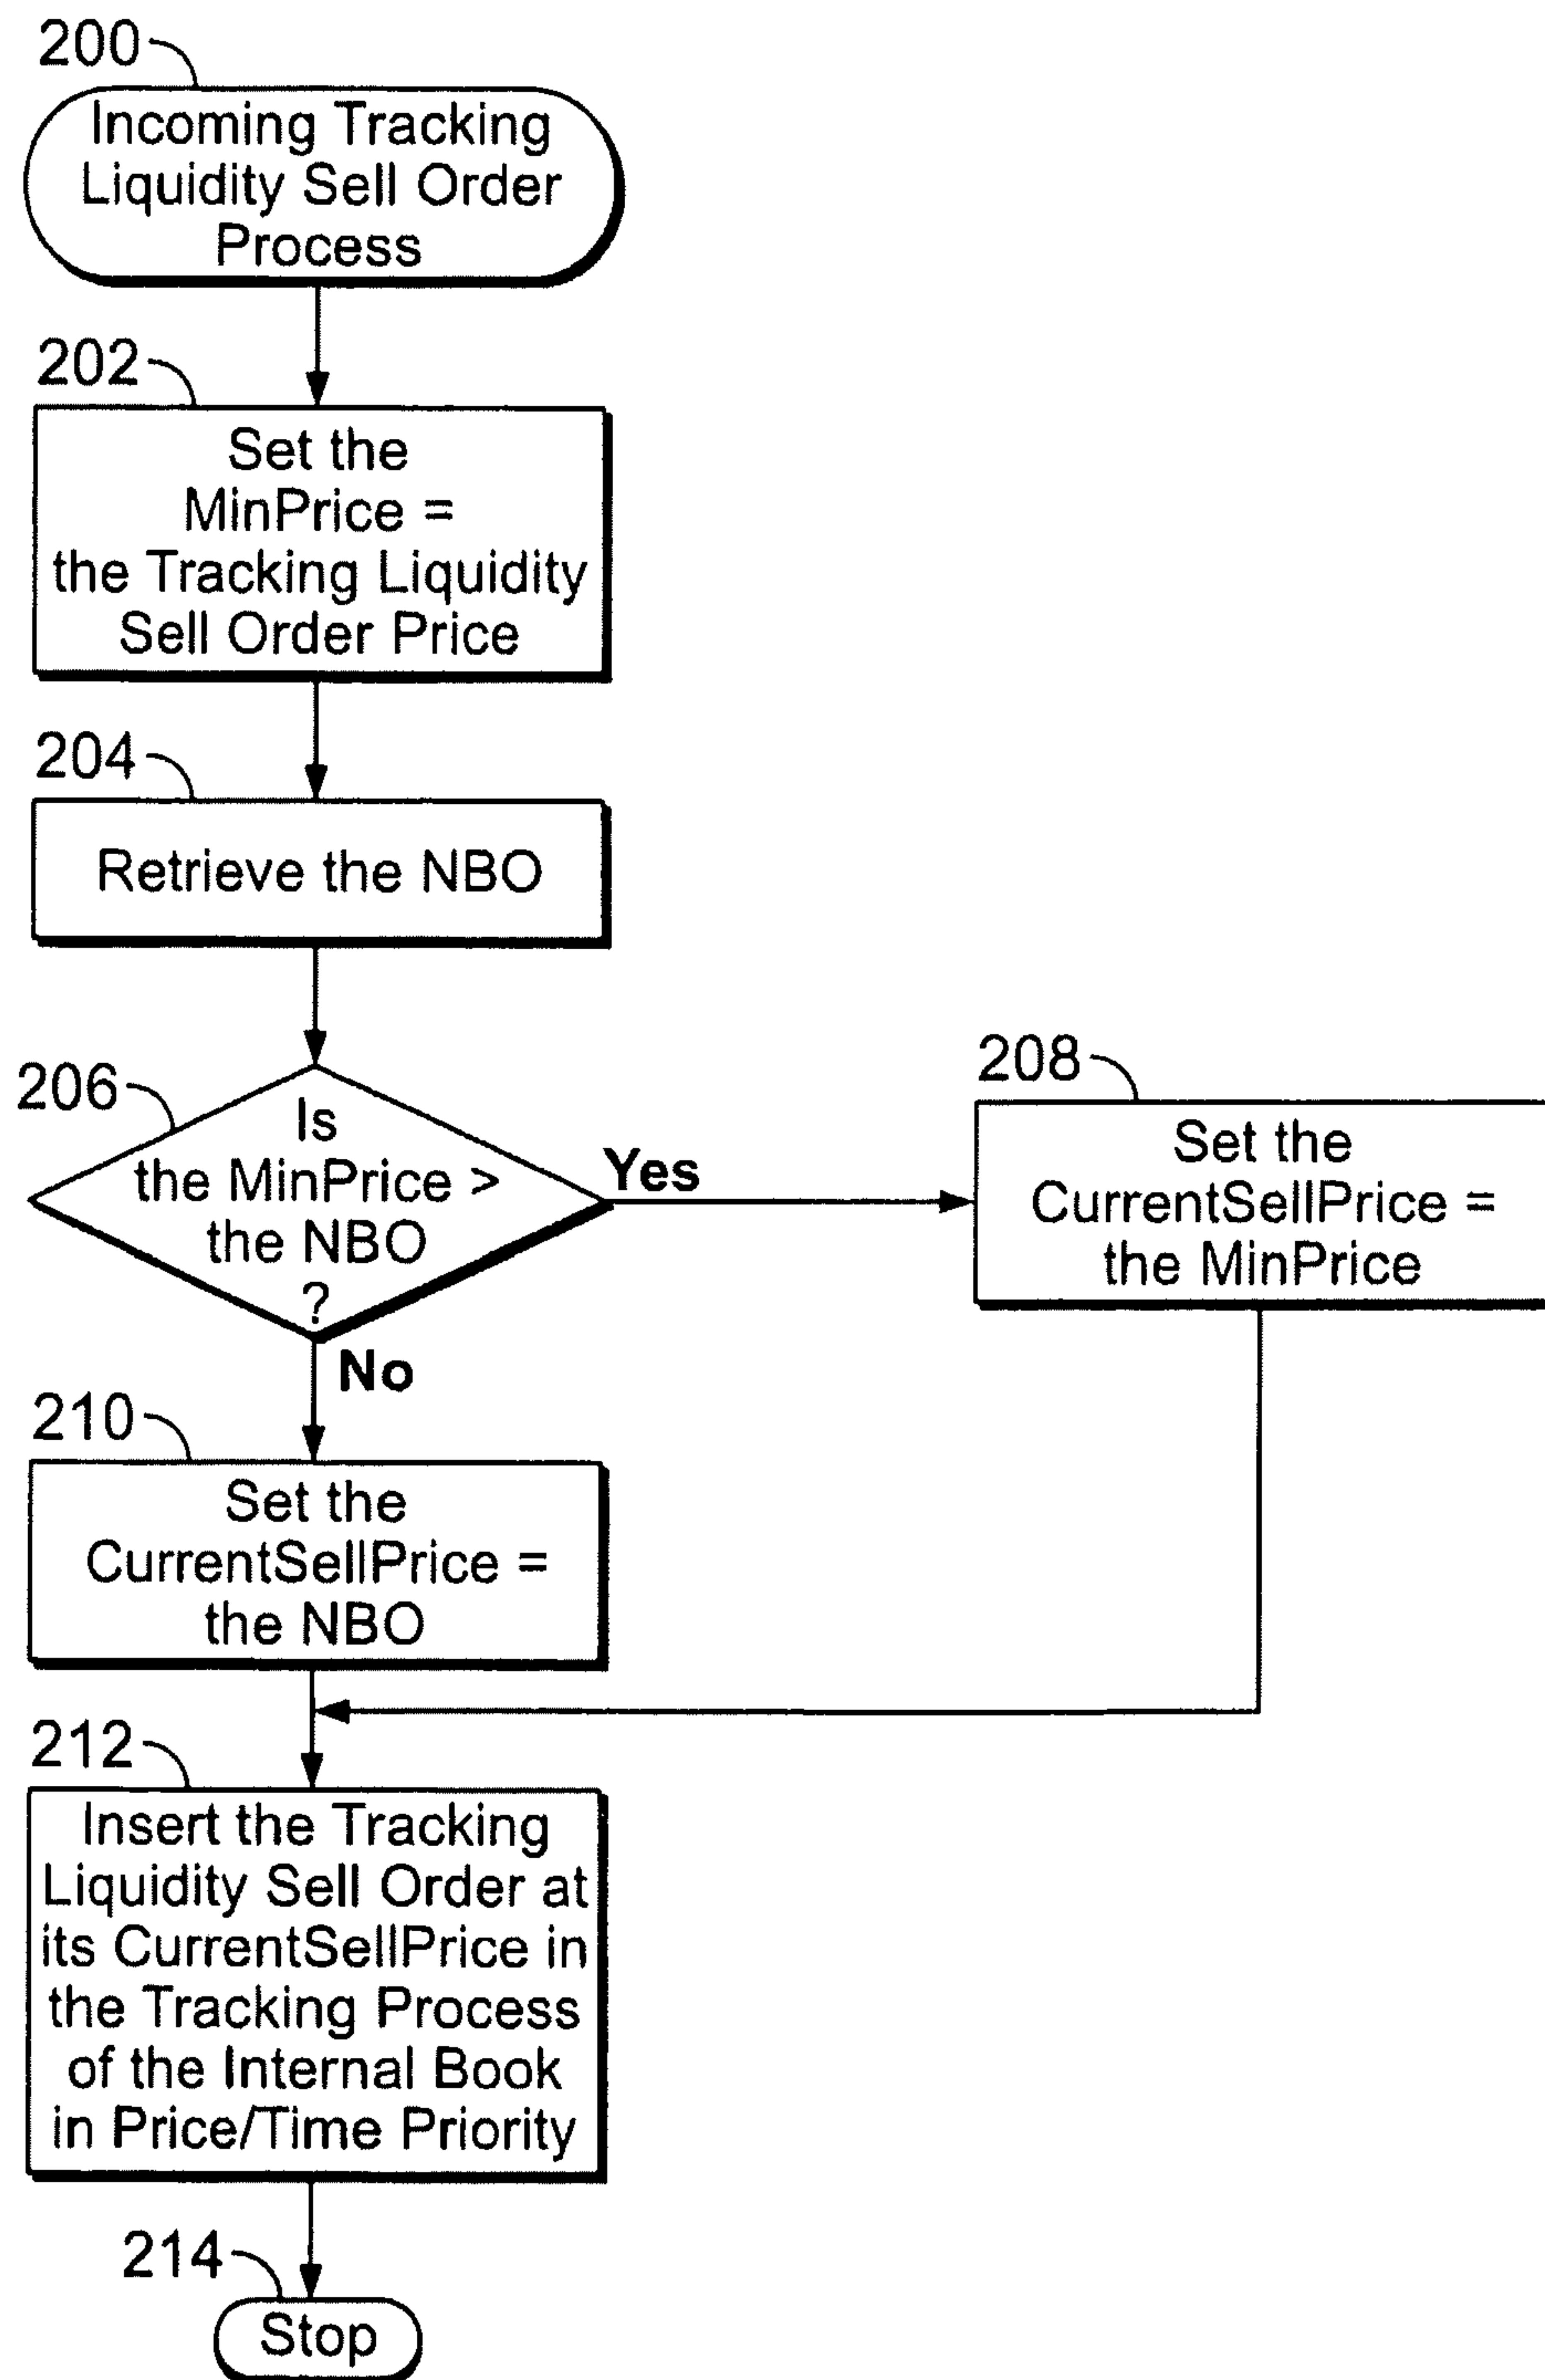 200
Incoming Tracking
Liquidity Sell Order
Process
202
Set the
MinPrice =
the Tracking Liquidity
Sell Order Price
204
Retrieve the NBO
206
Is
the MinPrice >
the NBO
?
Yes
208
Set the
CurrentSellPrice =
the MinPrice
No
210
Set the
CurrentSellPrice =
the NBO
212
Insert the Tracking
Liquidity Sell Order at
its CurrentSellPrice in
the Tracking Process
of the Internal Book
in Price/Time Priority
214
Stop